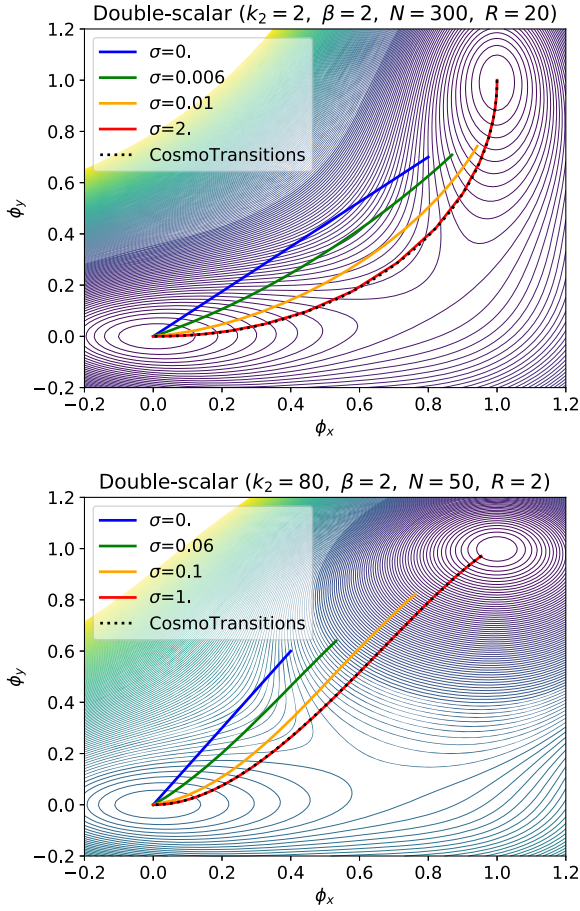 Double-scalar (k₂ = 2, β = 2, N = 300, R = 20)
1.2
1.0
0.8
0.6
0.4
0.2
0.0
−0.2
ϕy
σ=0.
σ=0.006
σ=0.01
σ=2.
CosmoTransitions
−0.2 0.0 0.2 0.4 0.6 0.8 1.0 1.2
ϕx
Double-scalar (k₂ = 80, β = 2, N = 50, R = 2)
1.2
1.0
0.8
0.6
0.4
0.2
0.0
−0.2
ϕy
σ=0.
σ=0.06
σ=0.1
σ=1.
CosmoTransitions
−0.2 0.0 0.2 0.4 0.6 0.8 1.0 1.2
ϕx